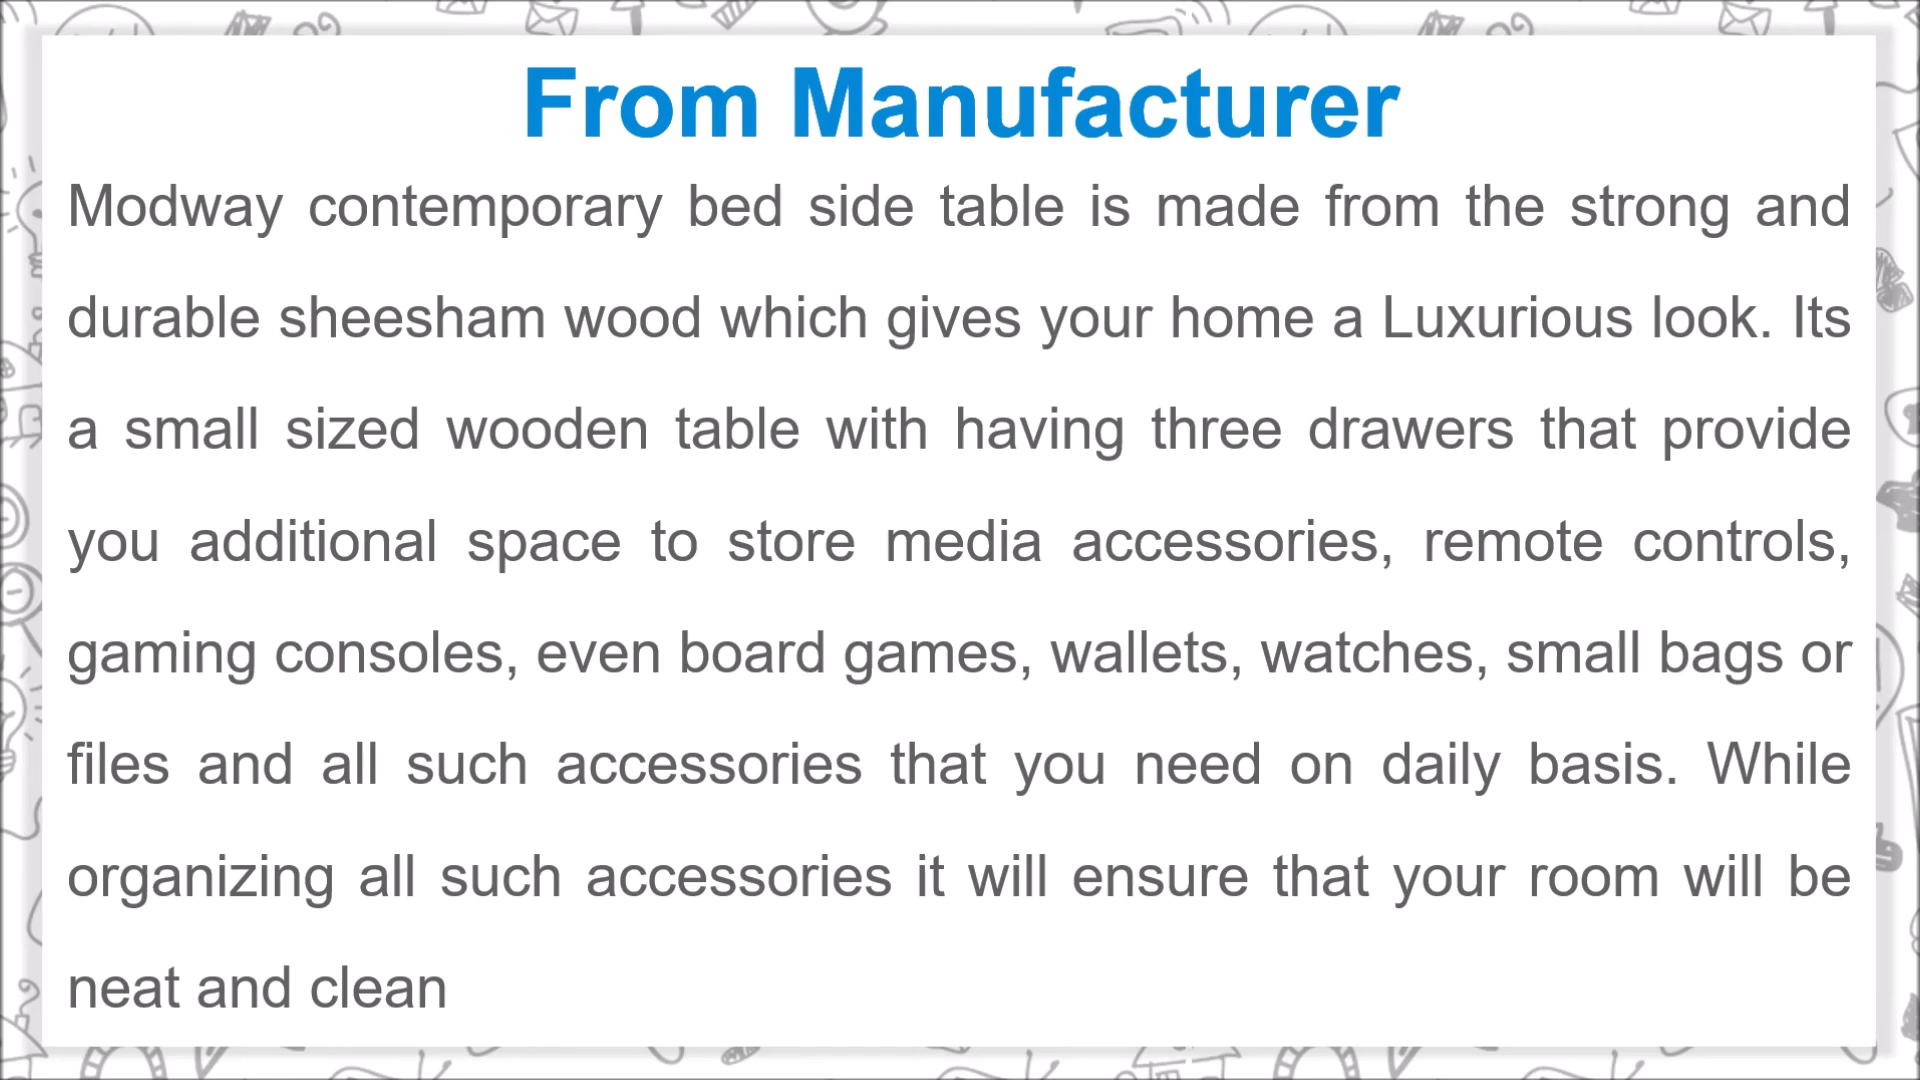 From Manufacturer
Modway contemporary bed side table is made from the strong and
durable sheesham wood which gives your home a Luxurious look. Its
a small sized wooden table with having three drawers that provide
you additional space to store media accessories, remote controls,
gaming consoles, even board games, wallets, watches, small bags or
files and all such accessories that you need on daily basis. While
organizing all such accessories it will ensure that your room will be
neat and clean